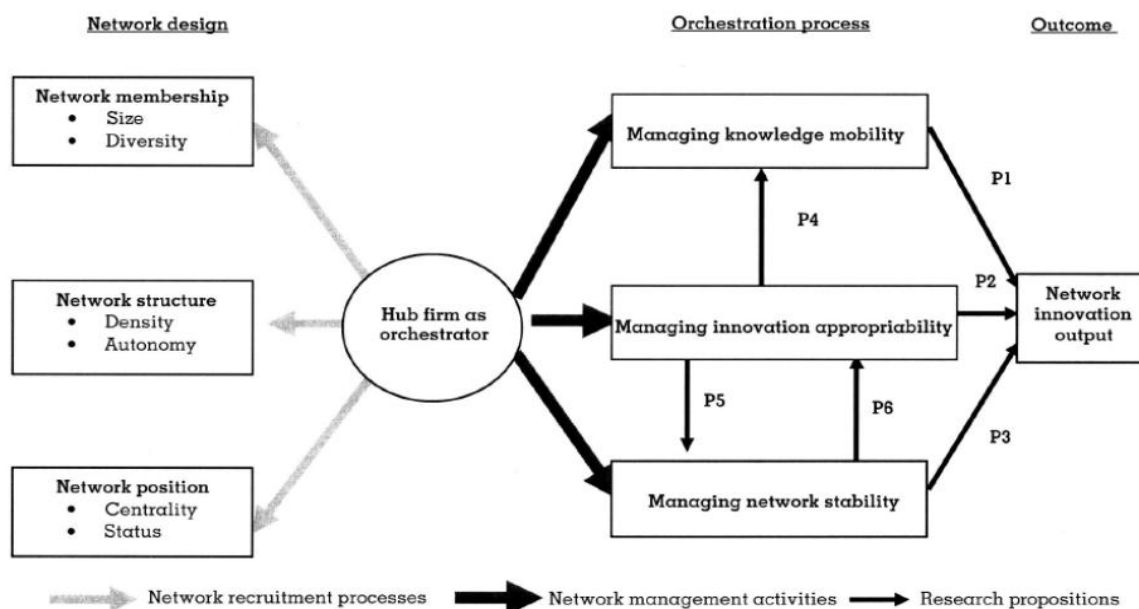 Network design
Orchestration process
Outcome
Network membership
• Size
• Diversity
Managing knowledge mobility
P1
P4
Network structure
• Density
• Autonomy
Hub firm as
orchestrator
Managing innovation appropriability
P2
Network
innovation
output
P5
P6
P3
Network position
• Centrality
• Status
Managing network stability
Network recruitment processes
Network management activities
Research propositions